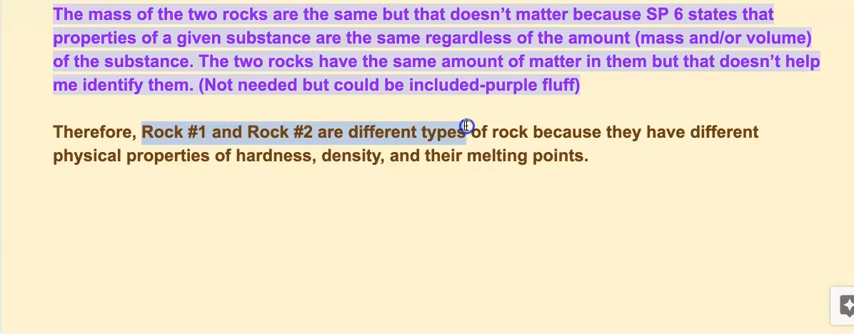 The mass of the two rocks are the same but that doesn't matter because SP 6 states that
properties of a given substance are the same regardless of the amount (mass and/or volume)
of the substance. The two rocks have the same amount of matter in them but that doesn't help
me identify them. (Not needed but could be included-purple fluff)
Therefore, Rock #1 and Rock #2 are different types of rock because they have different
physical properties of hardness, density, and their melting points.